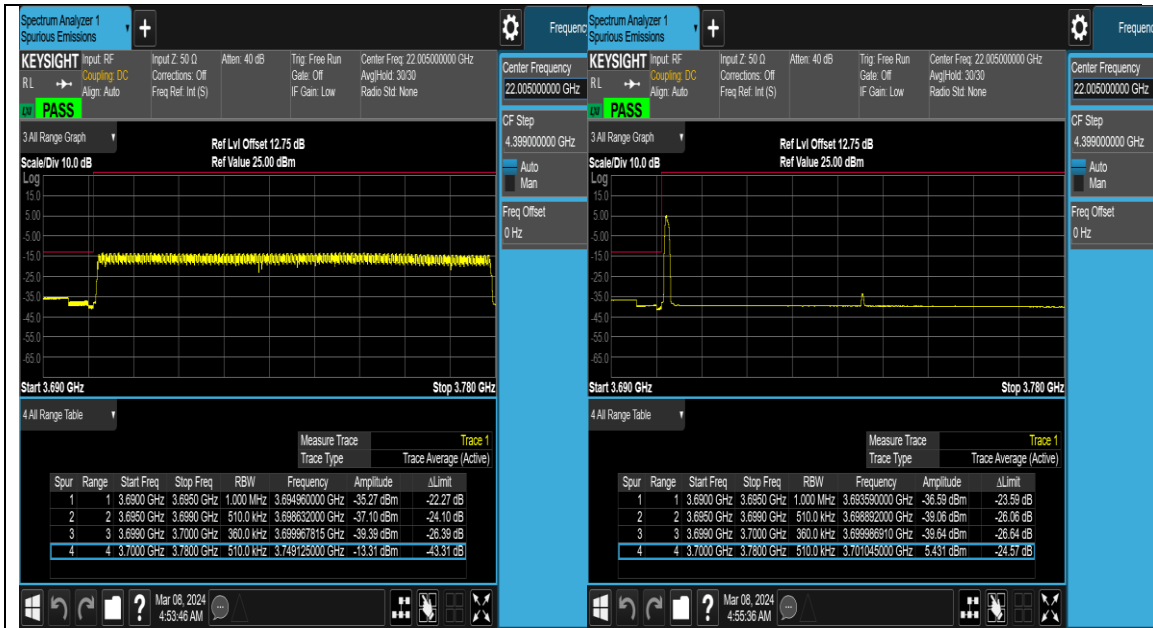 Spectrum Analyzer 1
Spurious Emissions
+
Frequenc
KEYSIGHT
RL
Input: RF
Coupling: DC
Align: Auto
Input Z: 50 Ω
Corrections: Off
Freq Ref: Int (S)
Atten: 40 dB
Trig: Free Run
Gate: Off
IF Gain: Low
Center Freq: 22.005000000 GHz
Avg|Hold: 30/30
Radio Std: None
PASS
3 All Range Graph
Ref Lvl Offset 12.75 dB
Scale/Div 10.0 dB
Ref Value 25.00 dBm
Log
15.0
5.00
-5.00
-15.0
-25.0
-35.0
-45.0
-55.0
-65.0
Start 3.690 GHz
Stop 3.780 GHz
4 All Range Table
Measure Trace Trace 1
Trace Type Trace Average (Active)
Spur Range Start Freq Stop Freq RBW Frequency Amplitude ΔLimit
1 1 3.6900 GHz 3.6950 GHz 1.000 MHz 3.694960000 GHz -35.27 dBm -22.27 dB
2 2 3.6950 GHz 3.6990 GHz 510.0 kHz 3.698632000 GHz -37.10 dBm -24.10 dB
3 3 3.6990 GHz 3.7000 GHz 360.0 kHz 3.699967815 GHz -39.39 dBm -26.39 dB
4 4 3.7000 GHz 3.7800 GHz 510.0 kHz 3.749125000 GHz -13.31 dBm -43.31 dB
?
Mar 08, 2024
4:53:46 AM
Center Frequency
22.005000000 GHz
CF Step
4.399000000 GHz
Auto
Man
Freq Offset
0 Hz
Spectrum Analyzer 1
Spurious Emissions
+
Frequenc
KEYSIGHT
RL
Input: RF
Coupling: DC
Align: Auto
Input Z: 50 Ω
Corrections: Off
Freq Ref: Int (S)
Atten: 40 dB
Trig: Free Run
Gate: Off
IF Gain: Low
Center Freq: 22.005000000 GHz
Avg|Hold: 30/30
Radio Std: None
PASS
3 All Range Graph
Ref Lvl Offset 12.75 dB
Scale/Div 10.0 dB
Ref Value 25.00 dBm
Log
15.0
5.00
-5.00
-15.0
-25.0
-35.0
-45.0
-55.0
-65.0
Start 3.690 GHz
Stop 3.780 GHz
4 All Range Table
Measure Trace Trace 1
Trace Type Trace Average (Active)
Spur Range Start Freq Stop Freq RBW Frequency Amplitude ΔLimit
1 1 3.6900 GHz 3.6950 GHz 1.000 MHz 3.693590000 GHz -36.59 dBm -23.59 dB
2 2 3.6950 GHz 3.6990 GHz 510.0 kHz 3.698892000 GHz -39.06 dBm -26.06 dB
3 3 3.6990 GHz 3.7000 GHz 360.0 kHz 3.699986910 GHz -39.64 dBm -26.64 dB
4 4 3.7000 GHz 3.7800 GHz 510.0 kHz 3.701045000 GHz 5.431 dBm -24.57 dB
?
Mar 08, 2024
4:55:36 AM
Center Frequency
22.005000000 GHz
CF Step
4.399000000 GHz
Auto
Man
Freq Offset
0 Hz